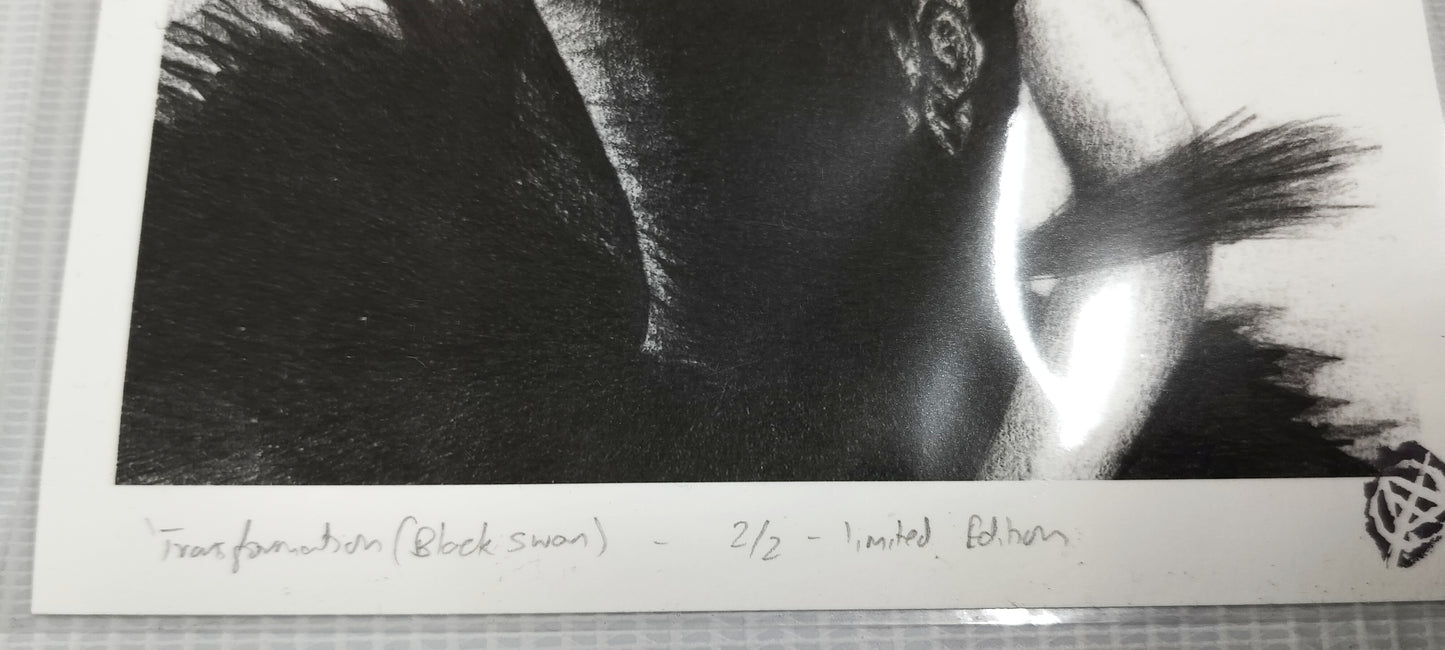 Transformation (Black swan) - 2/2 - limited Edition